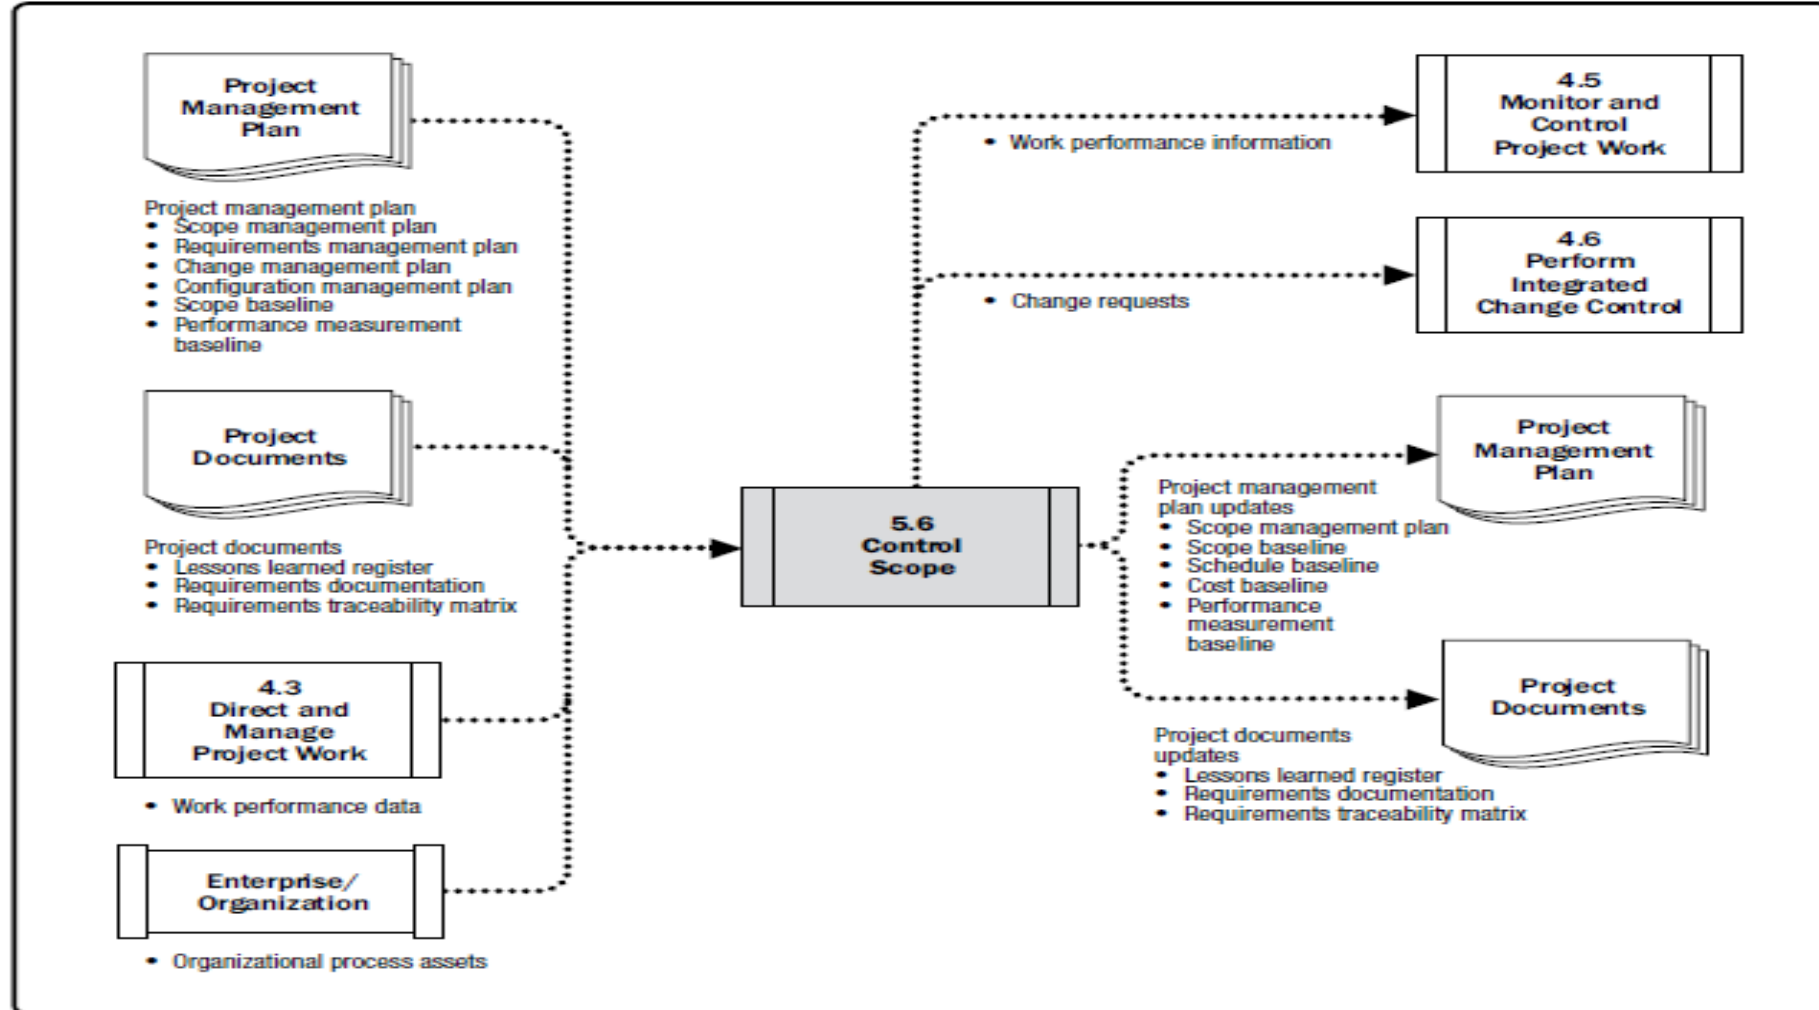 Project
Management
Plan
Project management plan
• Scope management plan
• Requirements management plan
• Change management plan
• Configuration management plan
• Scope baseline
• Performance measurement
baseline
Project
Documents
Project documents
• Lessons learned register
• Requirements documentation
• Requirements traceability matrix
4.3
Direct and
Manage
Project Work
• Work performance data
Enterprise/
Organization
• Organizational process assets
5.6
Control
Scope
4.5
Monitor and
Control
Project Work
• Work performance information
4.6
Perform
Integrated
Change Control
• Change requests
Project
Management
Plan
Project management
plan updates
• Scope management plan
• Scope baseline
• Schedule baseline
• Cost baseline
• Performance
measurement
baseline
Project
Documents
Project documents
updates
• Lessons learned register
• Requirements documentation
• Requirements traceability matrix